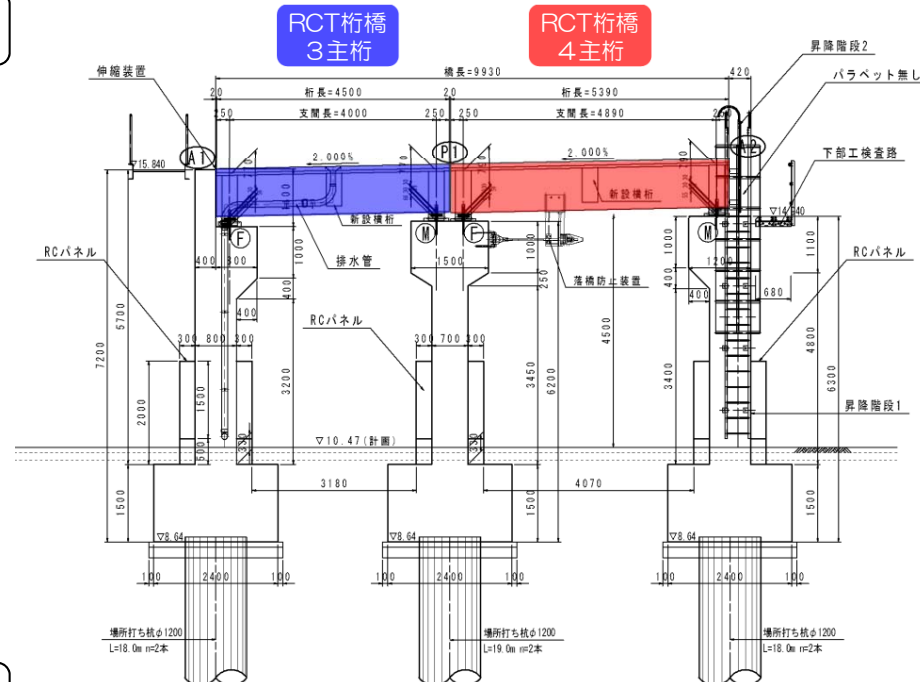 RCT桁橋
3主桁
RCT桁橋
4主桁
昇降階段2
伸縮装置
橋長=9930
420
パラペット無し
20
桁長=4500
20
桁長=5390
250
支間長=4000
250
250
支間長=4890
A1
P1
A2
下部工検査路
▽15.840
2.000%
2.000%
新設横桁
新設横桁
F
M
F
M
排水管
落橋防止装置
RCパネル
RCパネル
RCパネル
400
800
1000
400
400
1500
1000
250
1000
1200
400
400
1100
680
300 800 300
300 700 300
7200
5700
2000
1500
500
3200
3450
6200
4500
3400
4800
6300
昇降階段1
▽10.47(計画)
3180
4070
1500
1500
1500
▽8.64
▽8.64
▽8.64
100
2400
100
100
2400
100
100
2400
100
場所打ち杭φ1200
L=18.0m n=2本
場所打ち杭φ1200
L=19.0m n=2本
場所打ち杭φ1200
L=18.0m n=2本